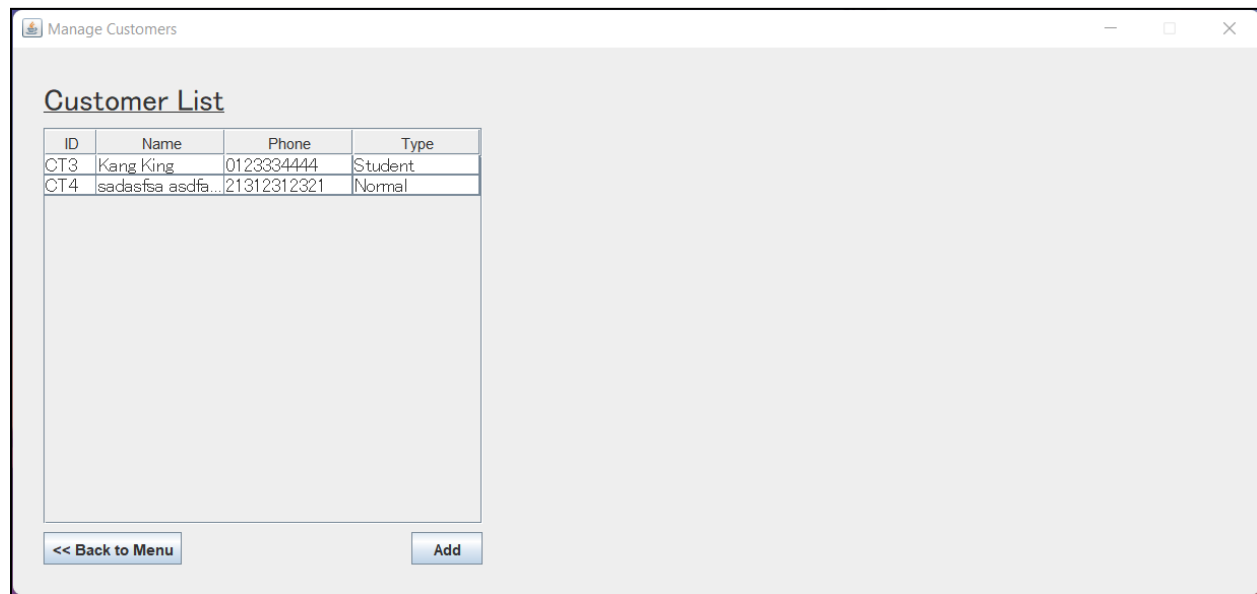 Manage Customers
Customer List
ID Name Phone Type
CT3 Kang King 0123334444 Student
CT4 sadasfsa asdfa... 21312312321 Normal
<< Back to Menu Add